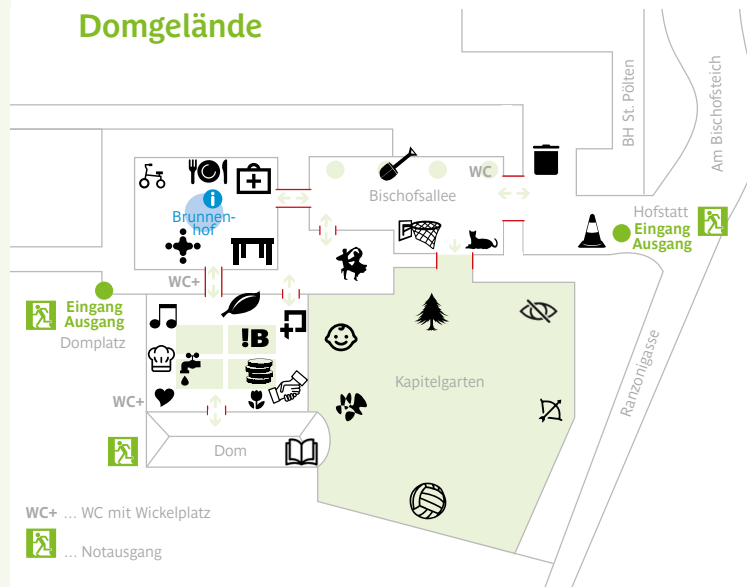 Domgelände
BH St. Pölten
Am Bischofsteich
WC
Bischofsallee
i
Brunnen-
hof
Hofstatt
Eingang
Ausgang
WC+
Eingang
Ausgang
Domplatz
!B
Kapitelgarten
Ranzonigasse
WC+
Dom
WC+ ... WC mit Wickelplatz
... Notausgang